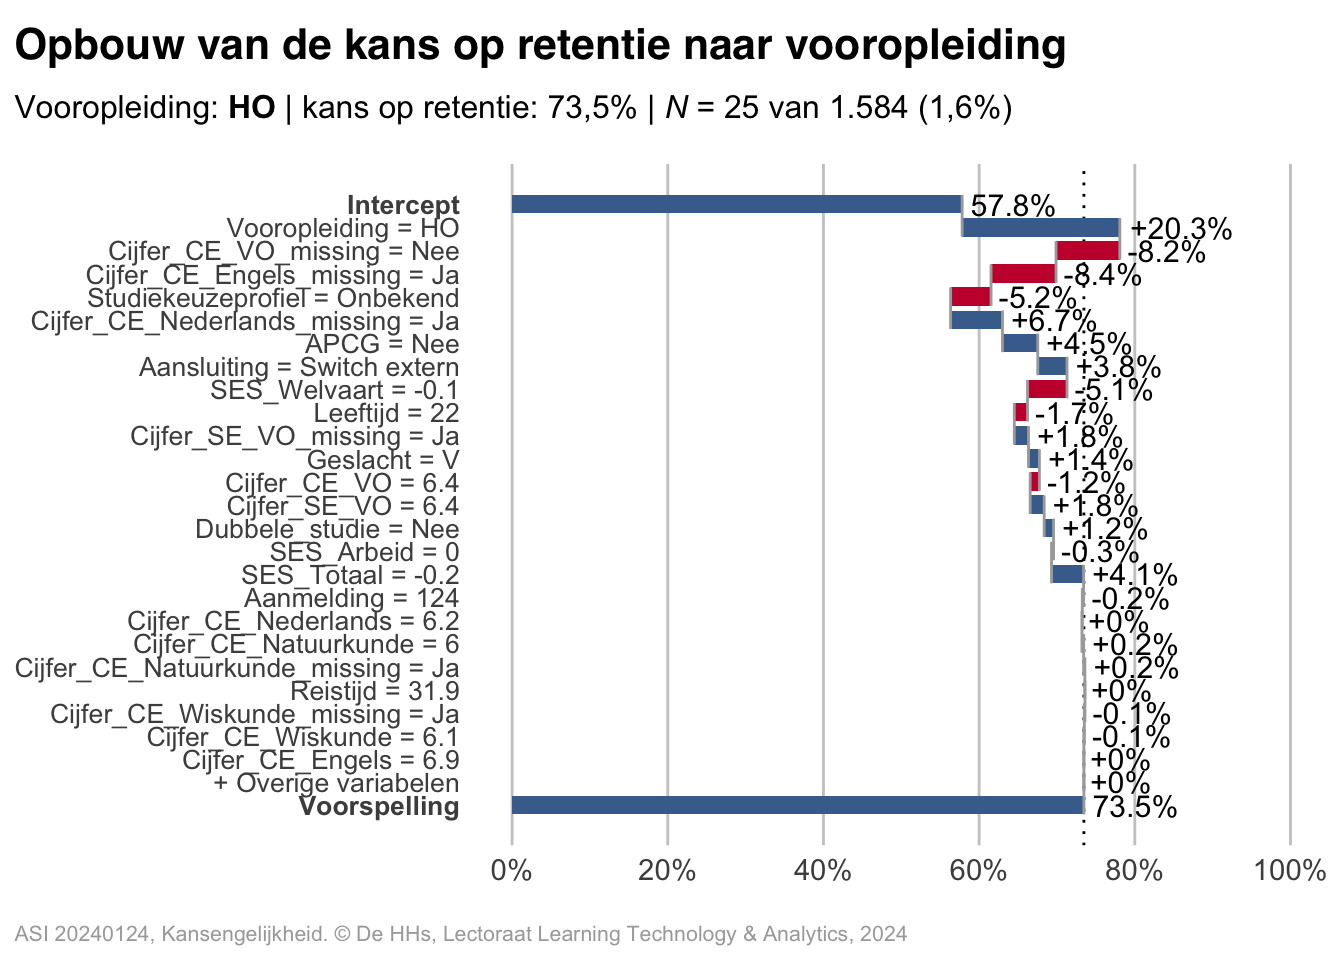 Opbouw van de kans op retentie naar vooropleiding
Vooropleiding: HO | kans op retentie: 73,5% | N = 25 van 1.584 (1,6%)
Intercept 57.8%
Vooropleiding = HO +20.3%
Cijfer_CE_VO_missing = Nee -8.2%
Cijfer_CE_Engels_missing = Ja -8.4%
Studiekeuzeprofiel = Onbekend -5.2%
Cijfer_CE_Nederlands_missing = Ja +6.7%
APCG = Nee +4.5%
Aansluiting = Switch extern +3.8%
SES_Welvaart = -0.1 -5.1%
Leeftijd = 22 -1.7%
Cijfer_SE_VO_missing = Ja +1.8%
Geslacht = V +1.4%
Cijfer_CE_VO = 6.4 -1.2%
Cijfer_SE_VO = 6.4 +1.8%
Dubbele_studie = Nee +1.2%
SES_Arbeid = 0 -0.3%
SES_Totaal = -0.2 +4.1%
Aanmelding = 124 -0.2%
Cijfer_CE_Nederlands = 6.2 +0%
Cijfer_CE_Natuurkunde = 6 +0.2%
Cijfer_CE_Natuurkunde_missing = Ja +0.2%
Reistijd = 31.9 +0%
Cijfer_CE_Wiskunde_missing = Ja -0.1%
Cijfer_CE_Wiskunde = 6.1 -0.1%
Cijfer_CE_Engels = 6.9 +0%
+ Overige variabelen +0%
Voorspelling 73.5%
0% 20% 40% 60% 80% 100%
ASI 20240124, Kansengelijkheid. © De HHs, Lectoraat Learning Technology & Analytics, 2024